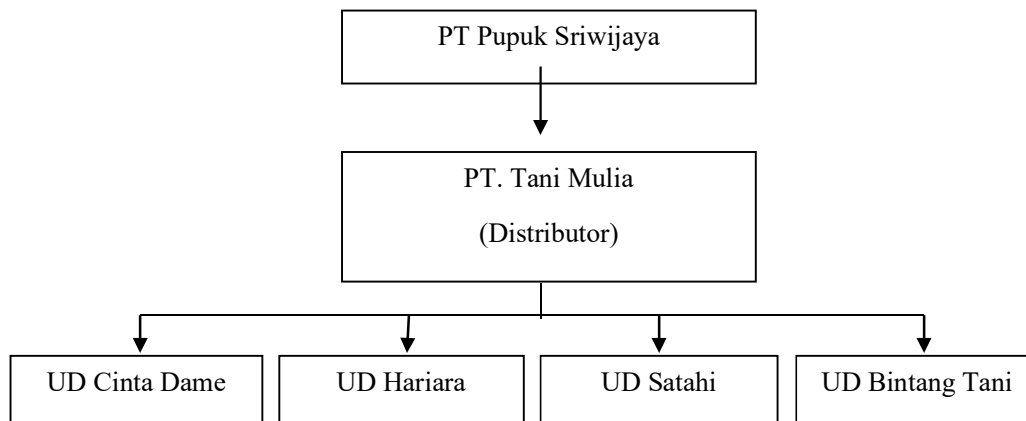 PT Pupuk Sriwijaya
PT. Tani Mulia
(Distributor)
UD Cinta Dame
UD Hariara
UD Satahi
UD Bintang Tani